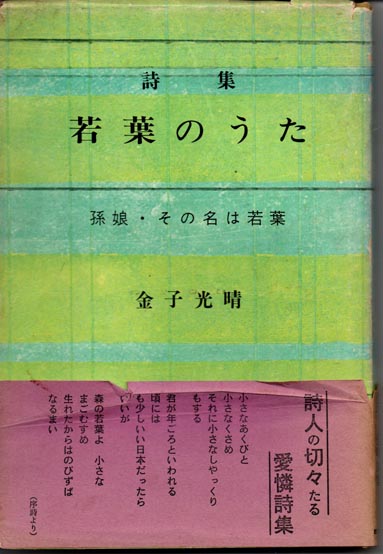 詩集
若葉のうた
孫娘・その名は若葉
金子光晴
詩人の切々たる
愛憐詩集
小さなあくびと
小さなくさめ
それに小さなしやっくり
もする
君が年ごろといわれる
頃には
も少しいい日本だったら
いいが
森の若葉よ 小さな
まごむすめ
生れたからはのびずば
なるまい
(序詩より)